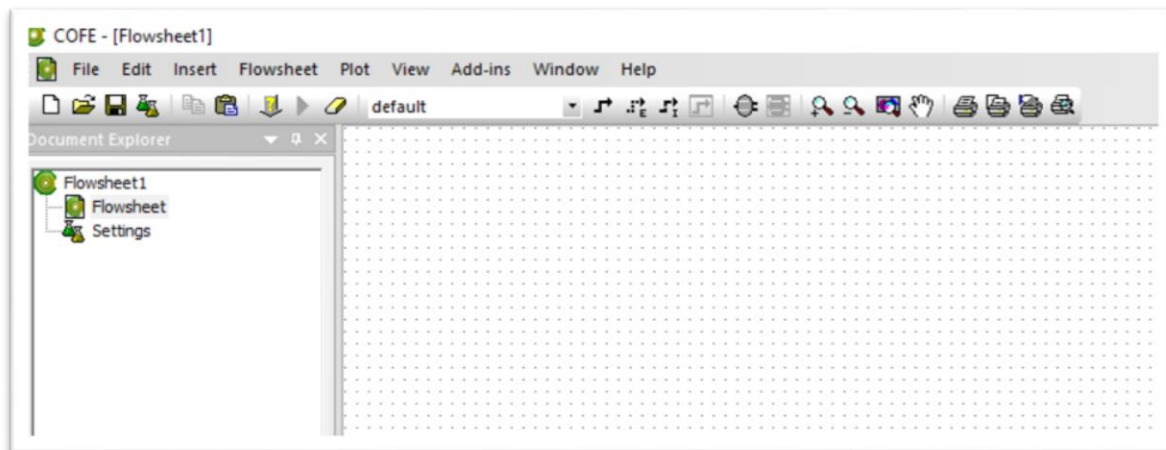 COFE - [Flowsheet1]
File Edit Insert Flowsheet Plot View Add-ins Window Help
default
Document Explorer
Flowsheet1
Flowsheet
Settings